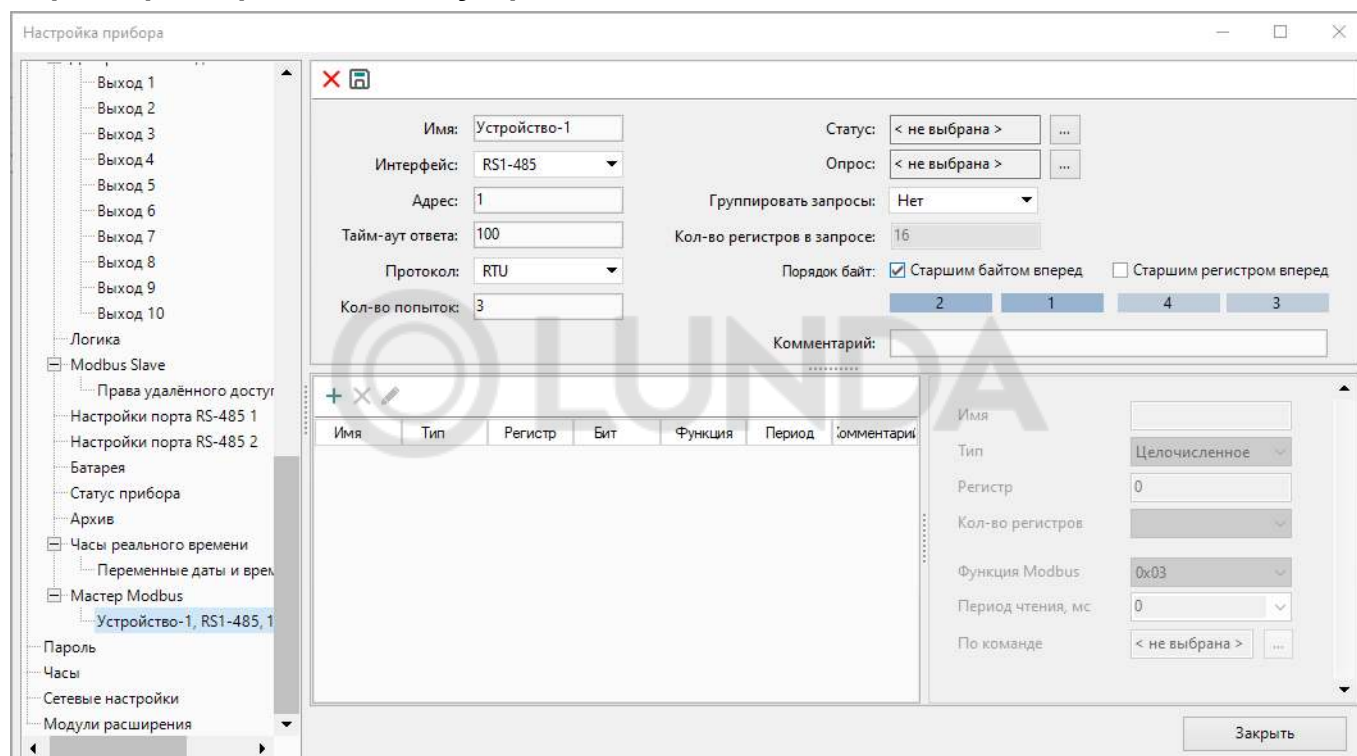 Настройка прибора
Выход 1
Выход 2
Выход 3
Выход 4
Выход 5
Выход 6
Выход 7
Выход 8
Выход 9
Выход 10
Логика
Modbus Slave
Права удалённого досту
Настройки порта RS-485 1
Настройки порта RS-485 2
Батарея
Статус прибора
Архив
Часы реального времени
Переменные даты и врем
Мастер Modbus
Устройство-1, RS1-485, 1
Пароль
Часы
Сетевые настройки
Модули расширения
Имя: Устройство-1
Интерфейс: RS1-485
Адрес: 1
Тайм-аут ответа: 100
Протокол: RTU
Кол-во попыток: 3
Статус: < не выбрана > ...
Опрос: < не выбрана > ...
Группировать запросы: Нет
Кол-во регистров в запросе: 16
Порядок байт: Старшим байтом вперед Старшим регистром вперед
2 1 4 3
Комментарий:
LUNDA
Имя Тип Регистр Бит Функция Период Комментарий
Имя
Тип Целочисленное
Регистр 0
Кол-во регистров
Функция Modbus 0x03
Период чтения, мс 0
По команде < не выбрана > ...
Закрыть